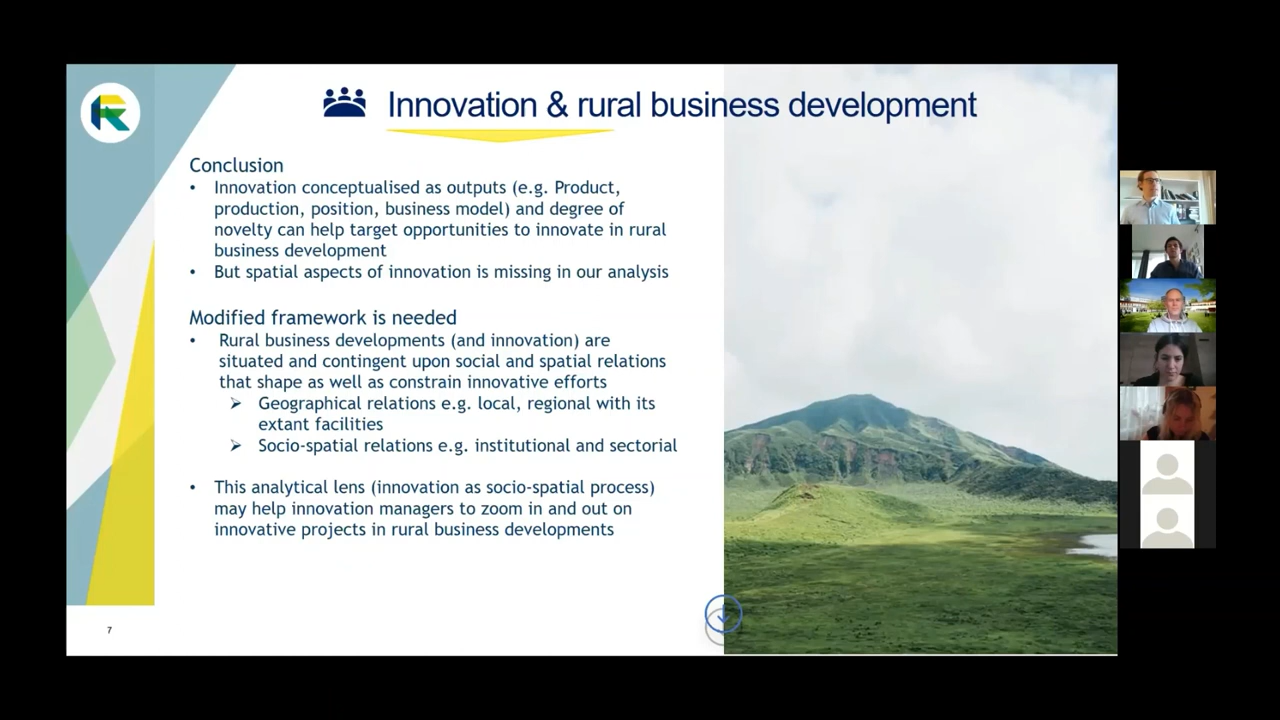 Innovation & rural business development
Conclusion
• Innovation conceptualised as outputs (e.g. Product,
production, position, business model) and degree of
novelty can help target opportunities to innovate in rural
business development
• But spatial aspects of innovation is missing in our analysis
Modified framework is needed
• Rural business developments (and innovation) are
situated and contingent upon social and spatial relations
that shape as well as constrain innovative efforts
➢ Geographical relations e.g. local, regional with its
extant facilities
➢ Socio-spatial relations e.g. institutional and sectorial
• This analytical lens (innovation as socio-spatial process)
may help innovation managers to zoom in and out on
innovative projects in rural business developments
7